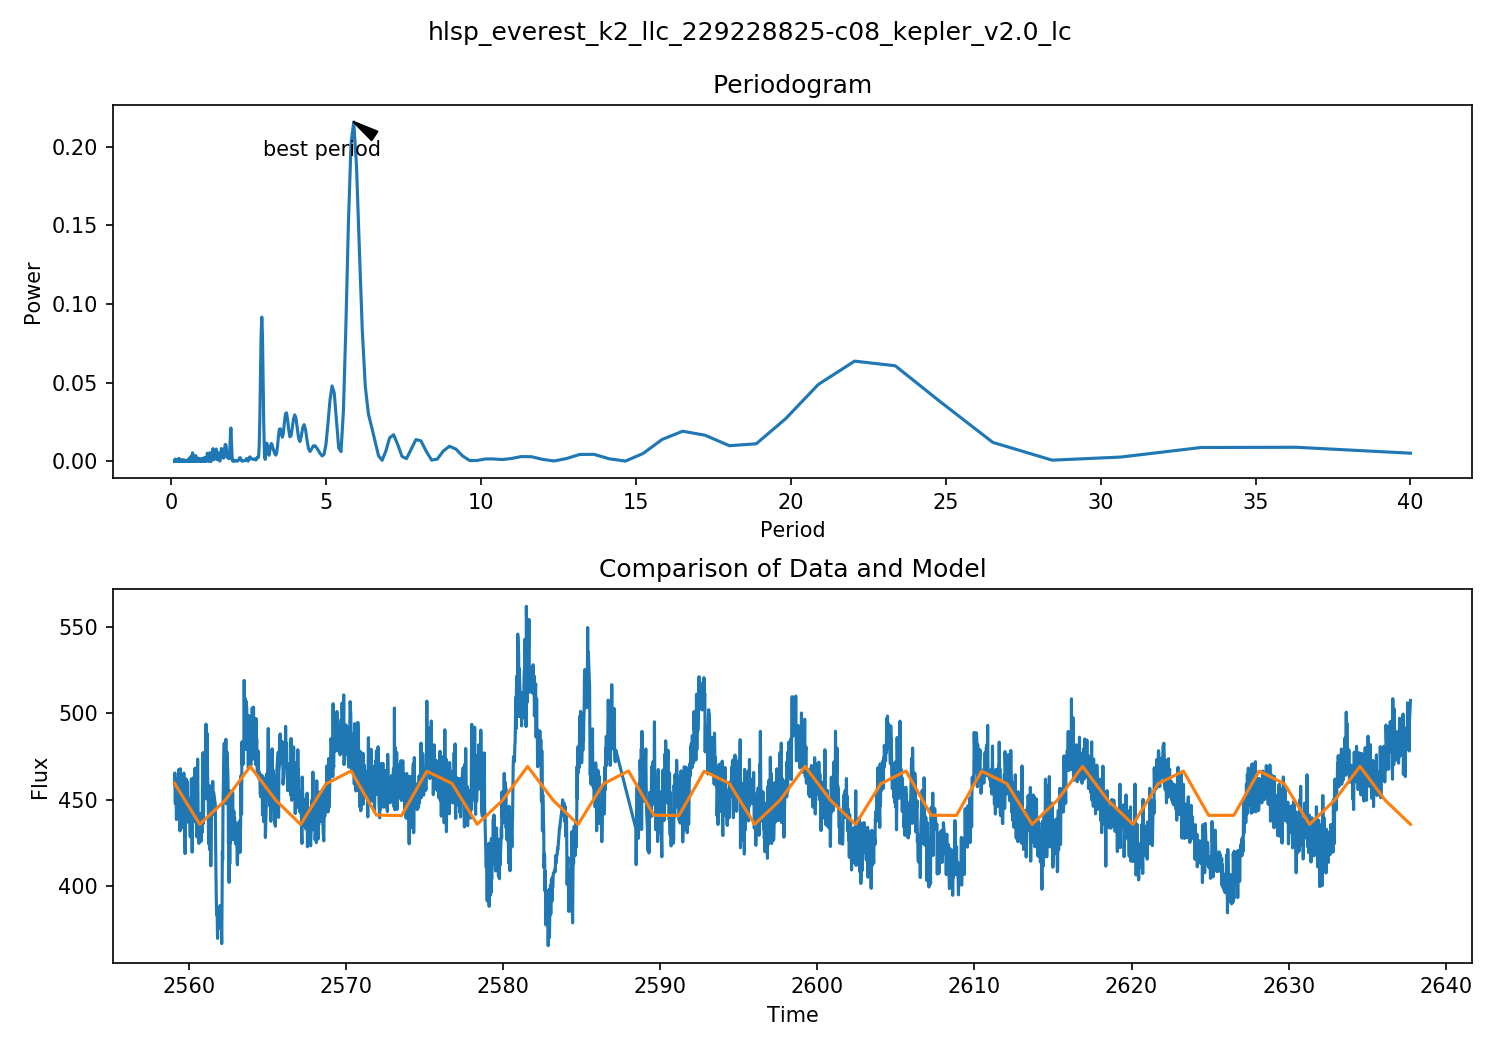 hlsp_everest_k2_llc_229228825-c08_kepler_v2.0_lc
Periodogram
Power
0.20
0.15
0.10
0.05
0.00
best period
0 5 10 15 20 25 30 35 40
Period
Comparison of Data and Model
Flux
550
500
450
400
2560 2570 2580 2590 2600 2610 2620 2630 2640
Time